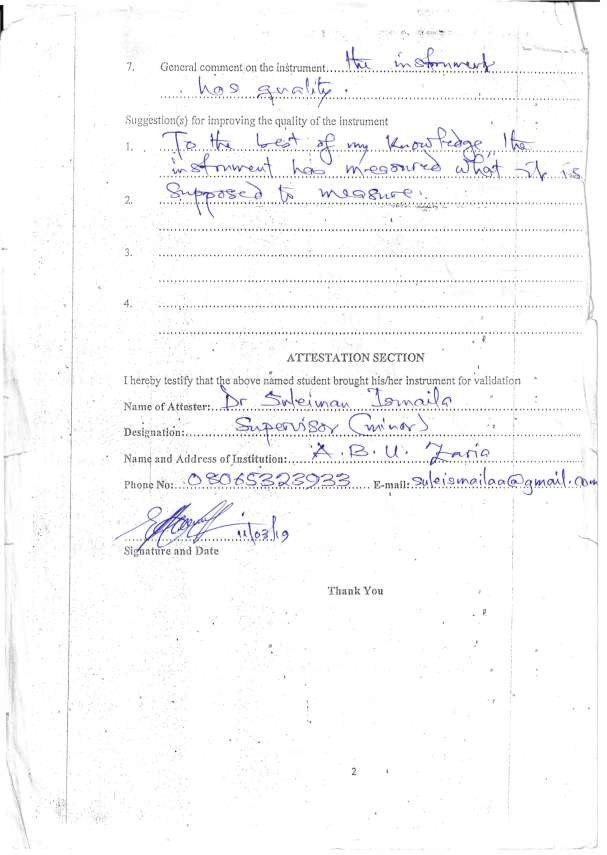 7. General comment on the instrument the instrument
has quality.
Suggestion(s) for improving the quality of the instrument
1. To the best of my knowledge, the
instrument has measured what it is
2. supposed to measure.
3.
4.
ATTESTATION SECTION
I hereby testify that the above named student brought his/her instrument for validation
Name of Attester: Dr Suleiman Ismaila
Designation: Supervisor (minor)
Name and Address of Institution: A.B.U. Zaria
Phone No: 08065323933 E-mail: suleismailaa@gmail.com
11/03/19
Signature and Date
Thank You
2